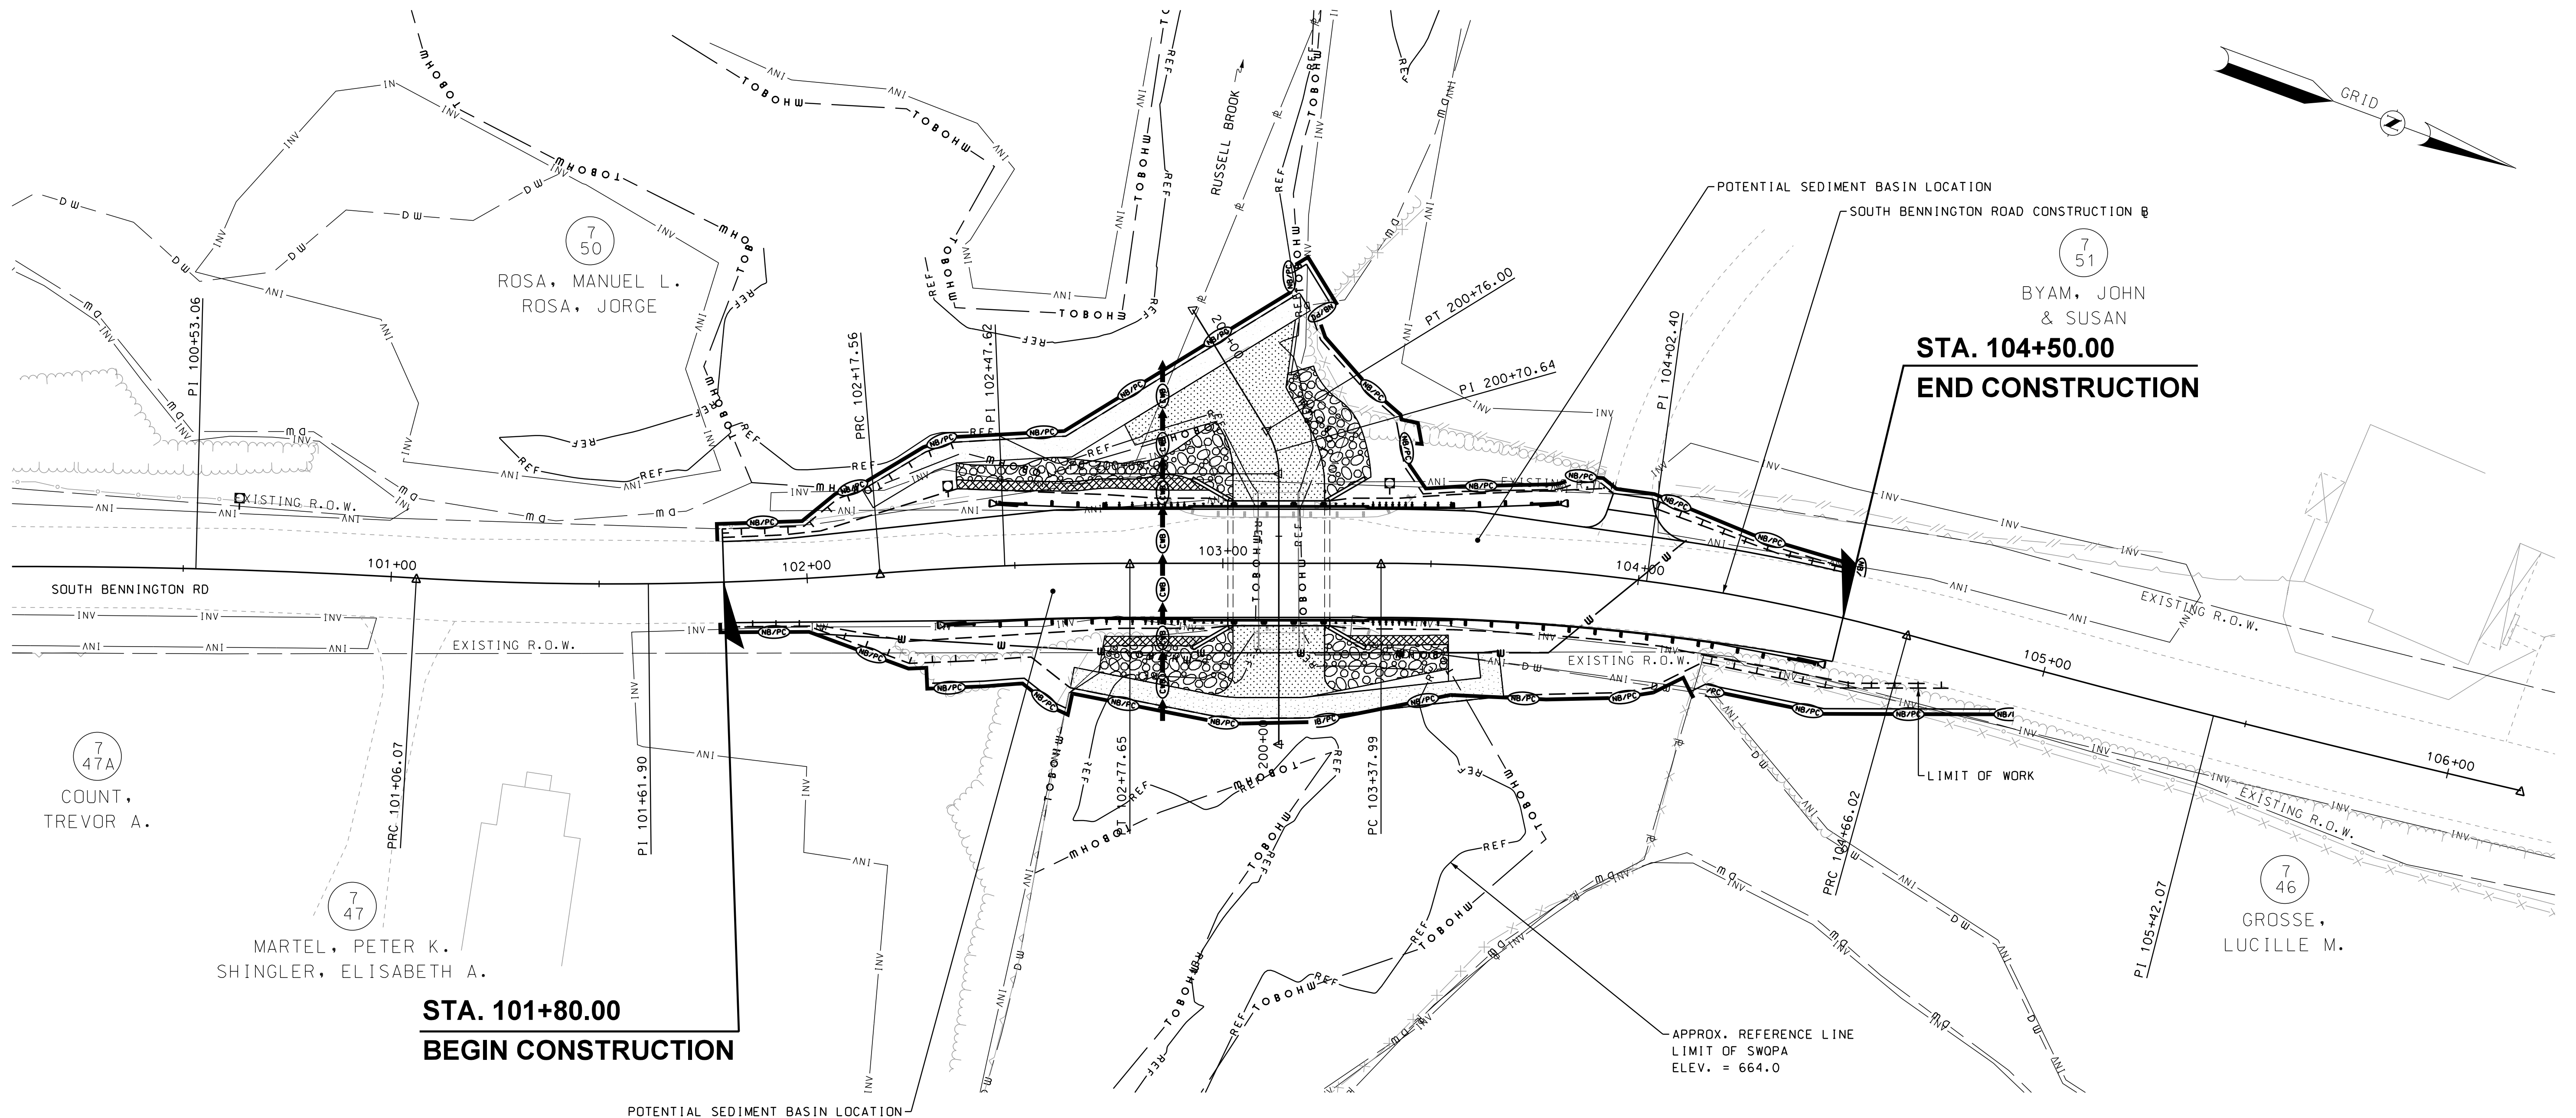 GRID
Z
RUSSELL BROOK
POTENTIAL SEDIMENT BASIN LOCATION
SOUTH BENNINGTON ROAD CONSTRUCTION
7
50
ROSA, MANUEL L.
ROSA, JORGE
7
51
BYAM, JOHN
& SUSAN
STA. 104+50.00
END CONSTRUCTION
PI 100+53.06
PRC 102+17.56
PI 102+47.62
PT 200+76.00
PI 200+70.64
PI 104+02.40
EXISTING R.O.W.
EXISTING R.O.W.
101+00
102+00
103+00
104+00
105+00
106+00
SOUTH BENNINGTON RD
EXISTING R.O.W.
EXISTING R.O.W.
EXISTING R.O.W.
EXISTING R.O.W.
PRC 101+06.07
PI 101+61.90
PT 102+77.65
200+00
PC 103+37.99
PRC 104+66.02
PI 105+42.07
LIMIT OF WORK
7
47A
COUNT,
TREVOR A.
7
47
MARTEL, PETER K.
SHINGLER, ELISABETH A.
7
46
GROSSE,
LUCILLE M.
STA. 101+80.00
BEGIN CONSTRUCTION
APPROX. REFERENCE LINE
LIMIT OF SWQPA
ELEV. = 664.0
POTENTIAL SEDIMENT BASIN LOCATION